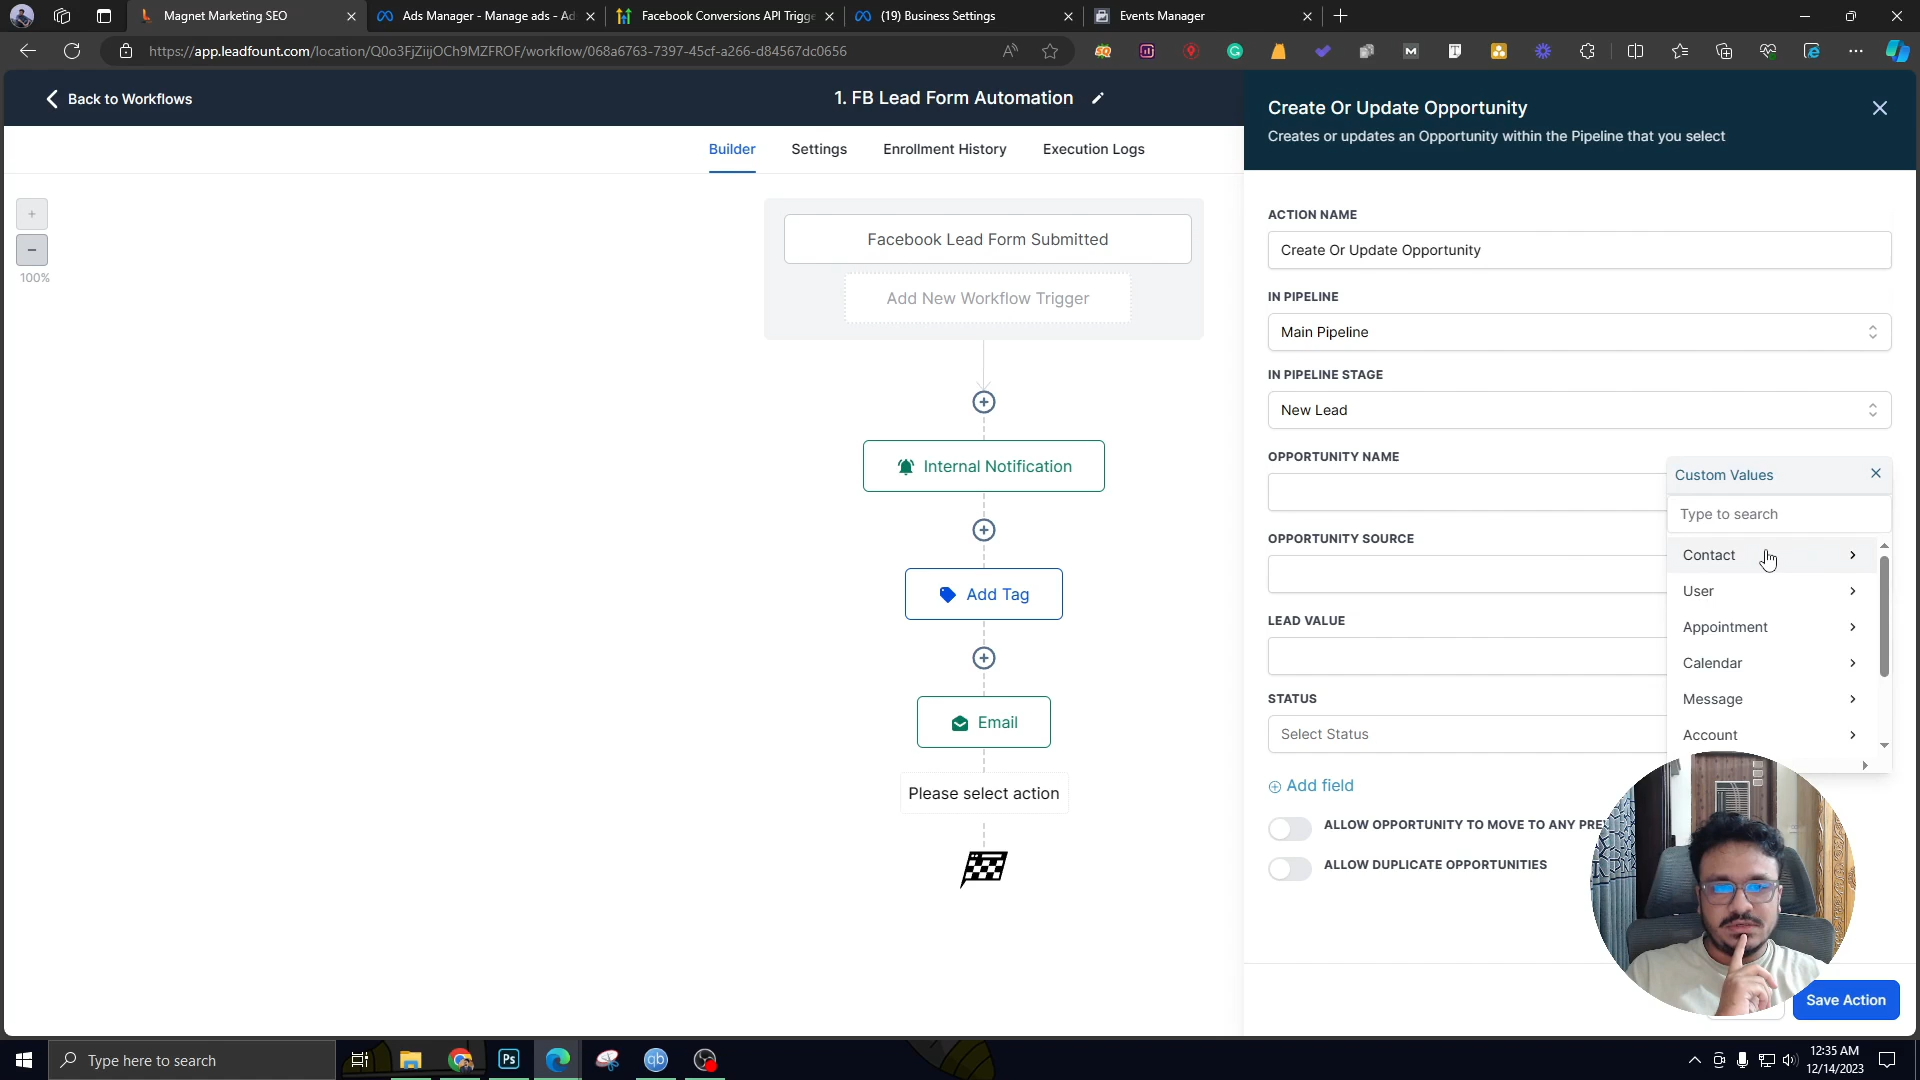 Magnet Marketing SEO
Ads Manager - Manage ads - Ad
Facebook Conversions API Trigge
(19) Business Settings
Events Manager
https://app.leadfount.com/location/Q0o3FjZiijOCh9MZFROF/workflow/068a6763-7397-45cf-a266-d84567dc0656
Back to Workflows
1. FB Lead Form Automation
Builder
Settings
Enrollment History
Execution Logs
100%
Facebook Lead Form Submitted
Add New Workflow Trigger
Internal Notification
Add Tag
Email
Please select action
Create Or Update Opportunity
Creates or updates an Opportunity within the Pipeline that you select
ACTION NAME
Create Or Update Opportunity
IN PIPELINE
Main Pipeline
IN PIPELINE STAGE
New Lead
OPPORTUNITY NAME
OPPORTUNITY SOURCE
LEAD VALUE
STATUS
Select Status
Add field
ALLOW OPPORTUNITY TO MOVE TO ANY PRE
ALLOW DUPLICATE OPPORTUNITIES
Custom Values
Type to search
Contact
User
Appointment
Calendar
Message
Account
Save Action
Type here to search
Ps
qb
12:35 AM
12/14/2023